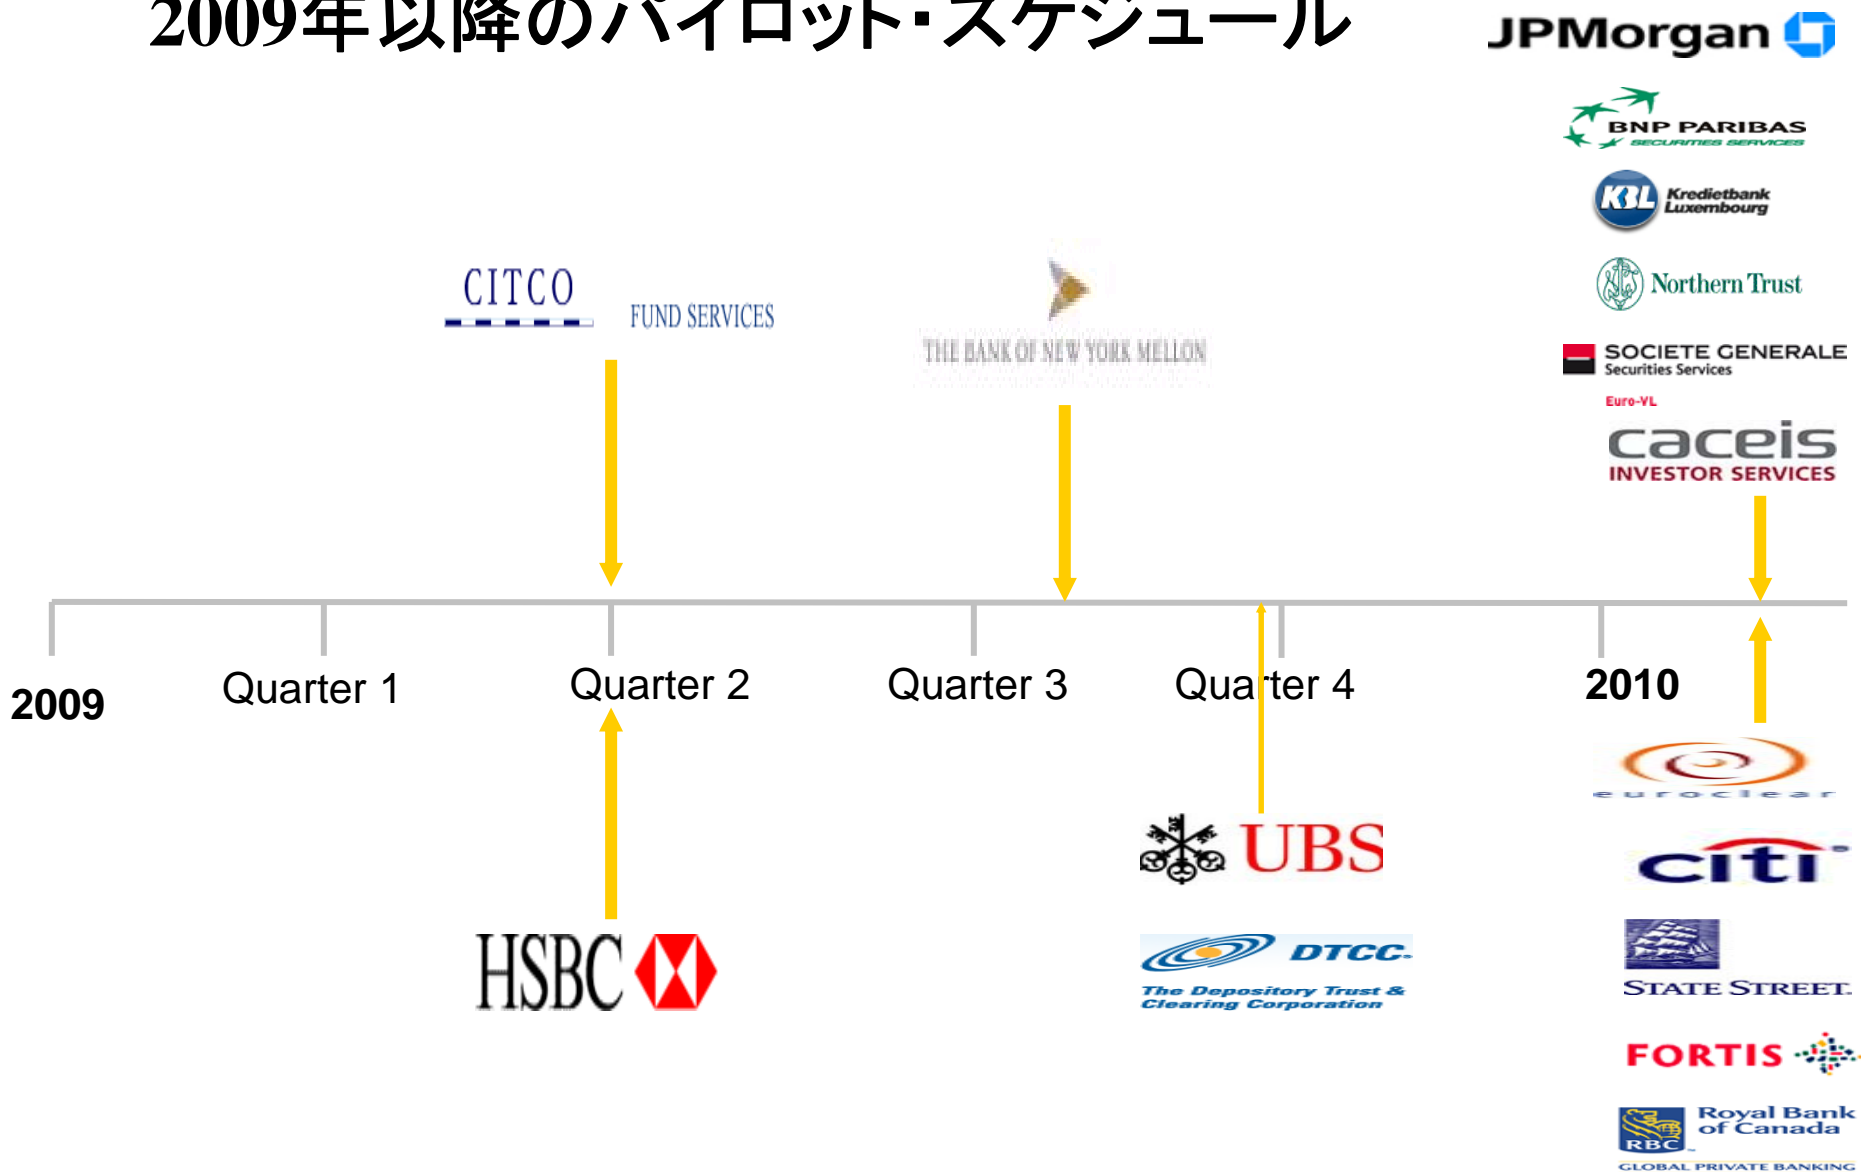 2009年以降のパイロット・スケジュール
JPMorgan
BNP PARIBAS
SECURITIES SERVICES
KBL Kredietbank
Luxembourg
Northern Trust
SOCIETE GENERALE
Securities Services
Euro-VL
caceis
INVESTOR SERVICES
CITCO
FUND SERVICES
THE BANK OF NEW YORK MELLON
2009
Quarter 1
Quarter 2
Quarter 3
Quarter 4
2010
HSBC
UBS
DTCC
The Depository Trust &
Clearing Corporation
euroclear
citi®
STATE STREET.
FORTIS
RBC
Royal Bank
of Canada
GLOBAL PRIVATE BANKING